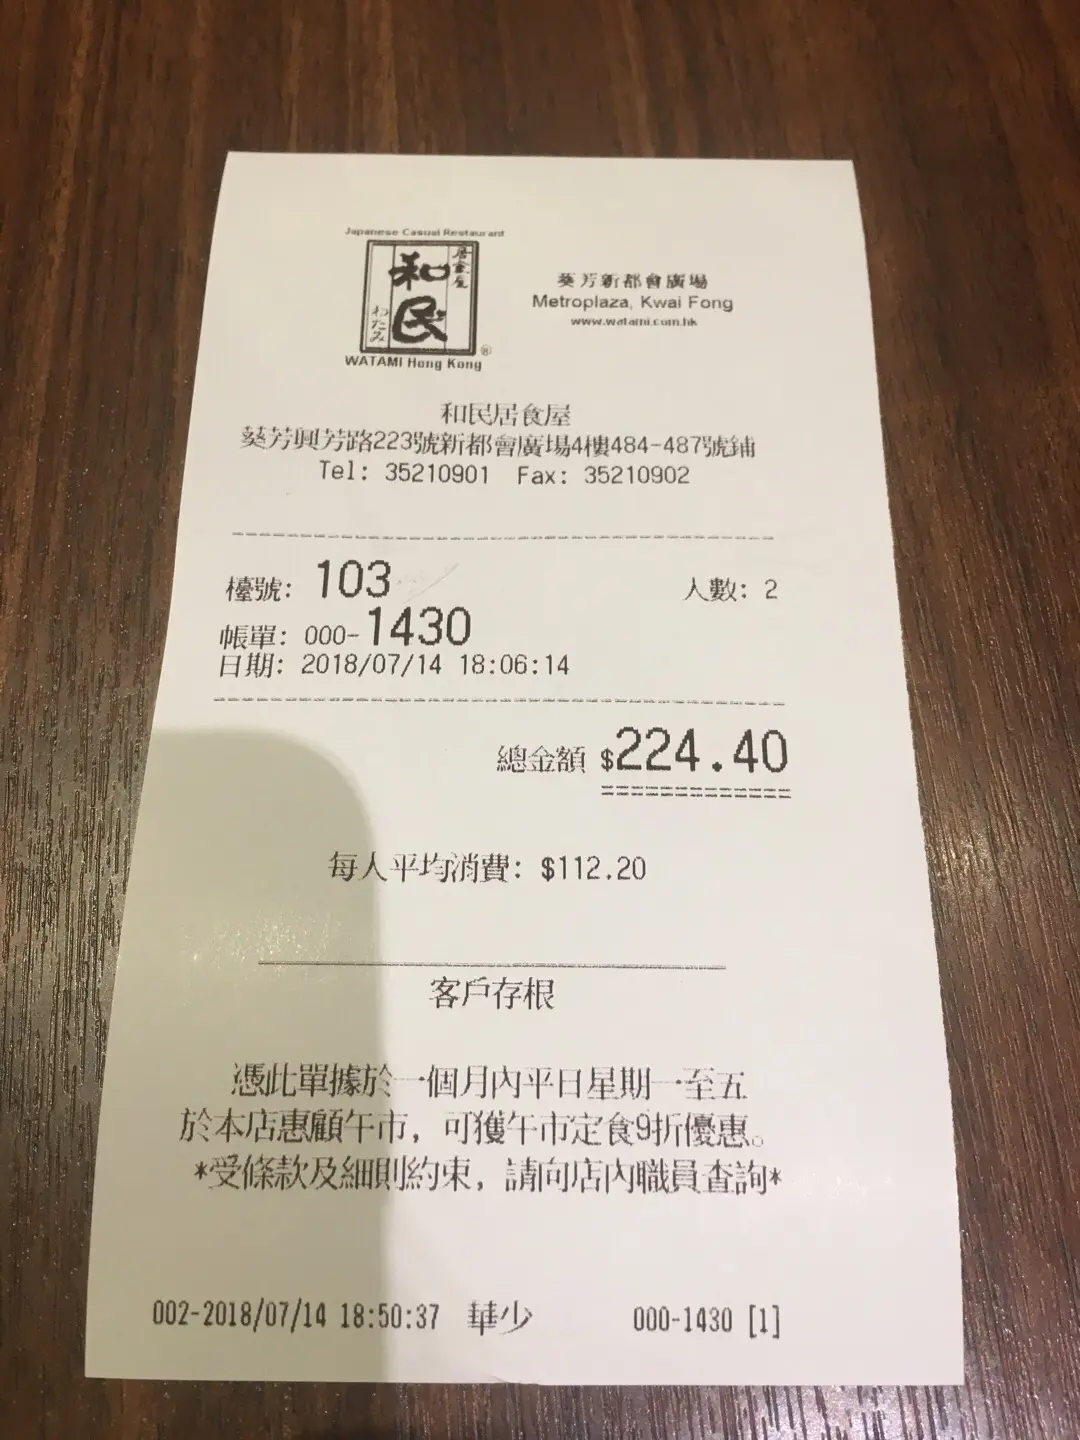 Japanese Casual Restaurant
居食屋
和民
わたみ
®
WATAMI Hong Kong
葵芳新都會廣場
Metroplaza, Kwai Fong
www.watami.com.hk
和民居食屋
葵芳興芳路223號新都會廣場4樓484-487號鋪
Tel: 35210901 Fax: 35210902
檯號: 103 人數: 2
帳單: 000-1430
日期: 2018/07/14 18:06:14
總金額 $224.40
每人平均消費: $112.20
客戶存根
憑此單據於一個月內平日星期一至五
於本店惠顧午市, 可獲午市定食9折優惠。
*受條款及細則約束, 請向店內職員查詢*
002-2018/07/14 18:50:37 華少 000-1430 [1]